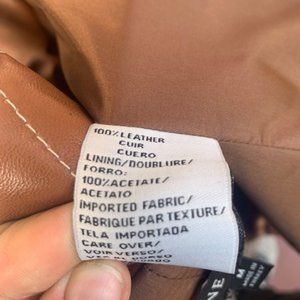 100% LEATHER
CUIR
CUERO
LINING/DOUBLURE/
FORRO:
100% ACETATE/
ACETATO
IMPORTED FABRIC/
FABRIQUE PAR TEXTURE/
TELA IMPORTADA
CARE OVER/
VOIR VERSO/
M